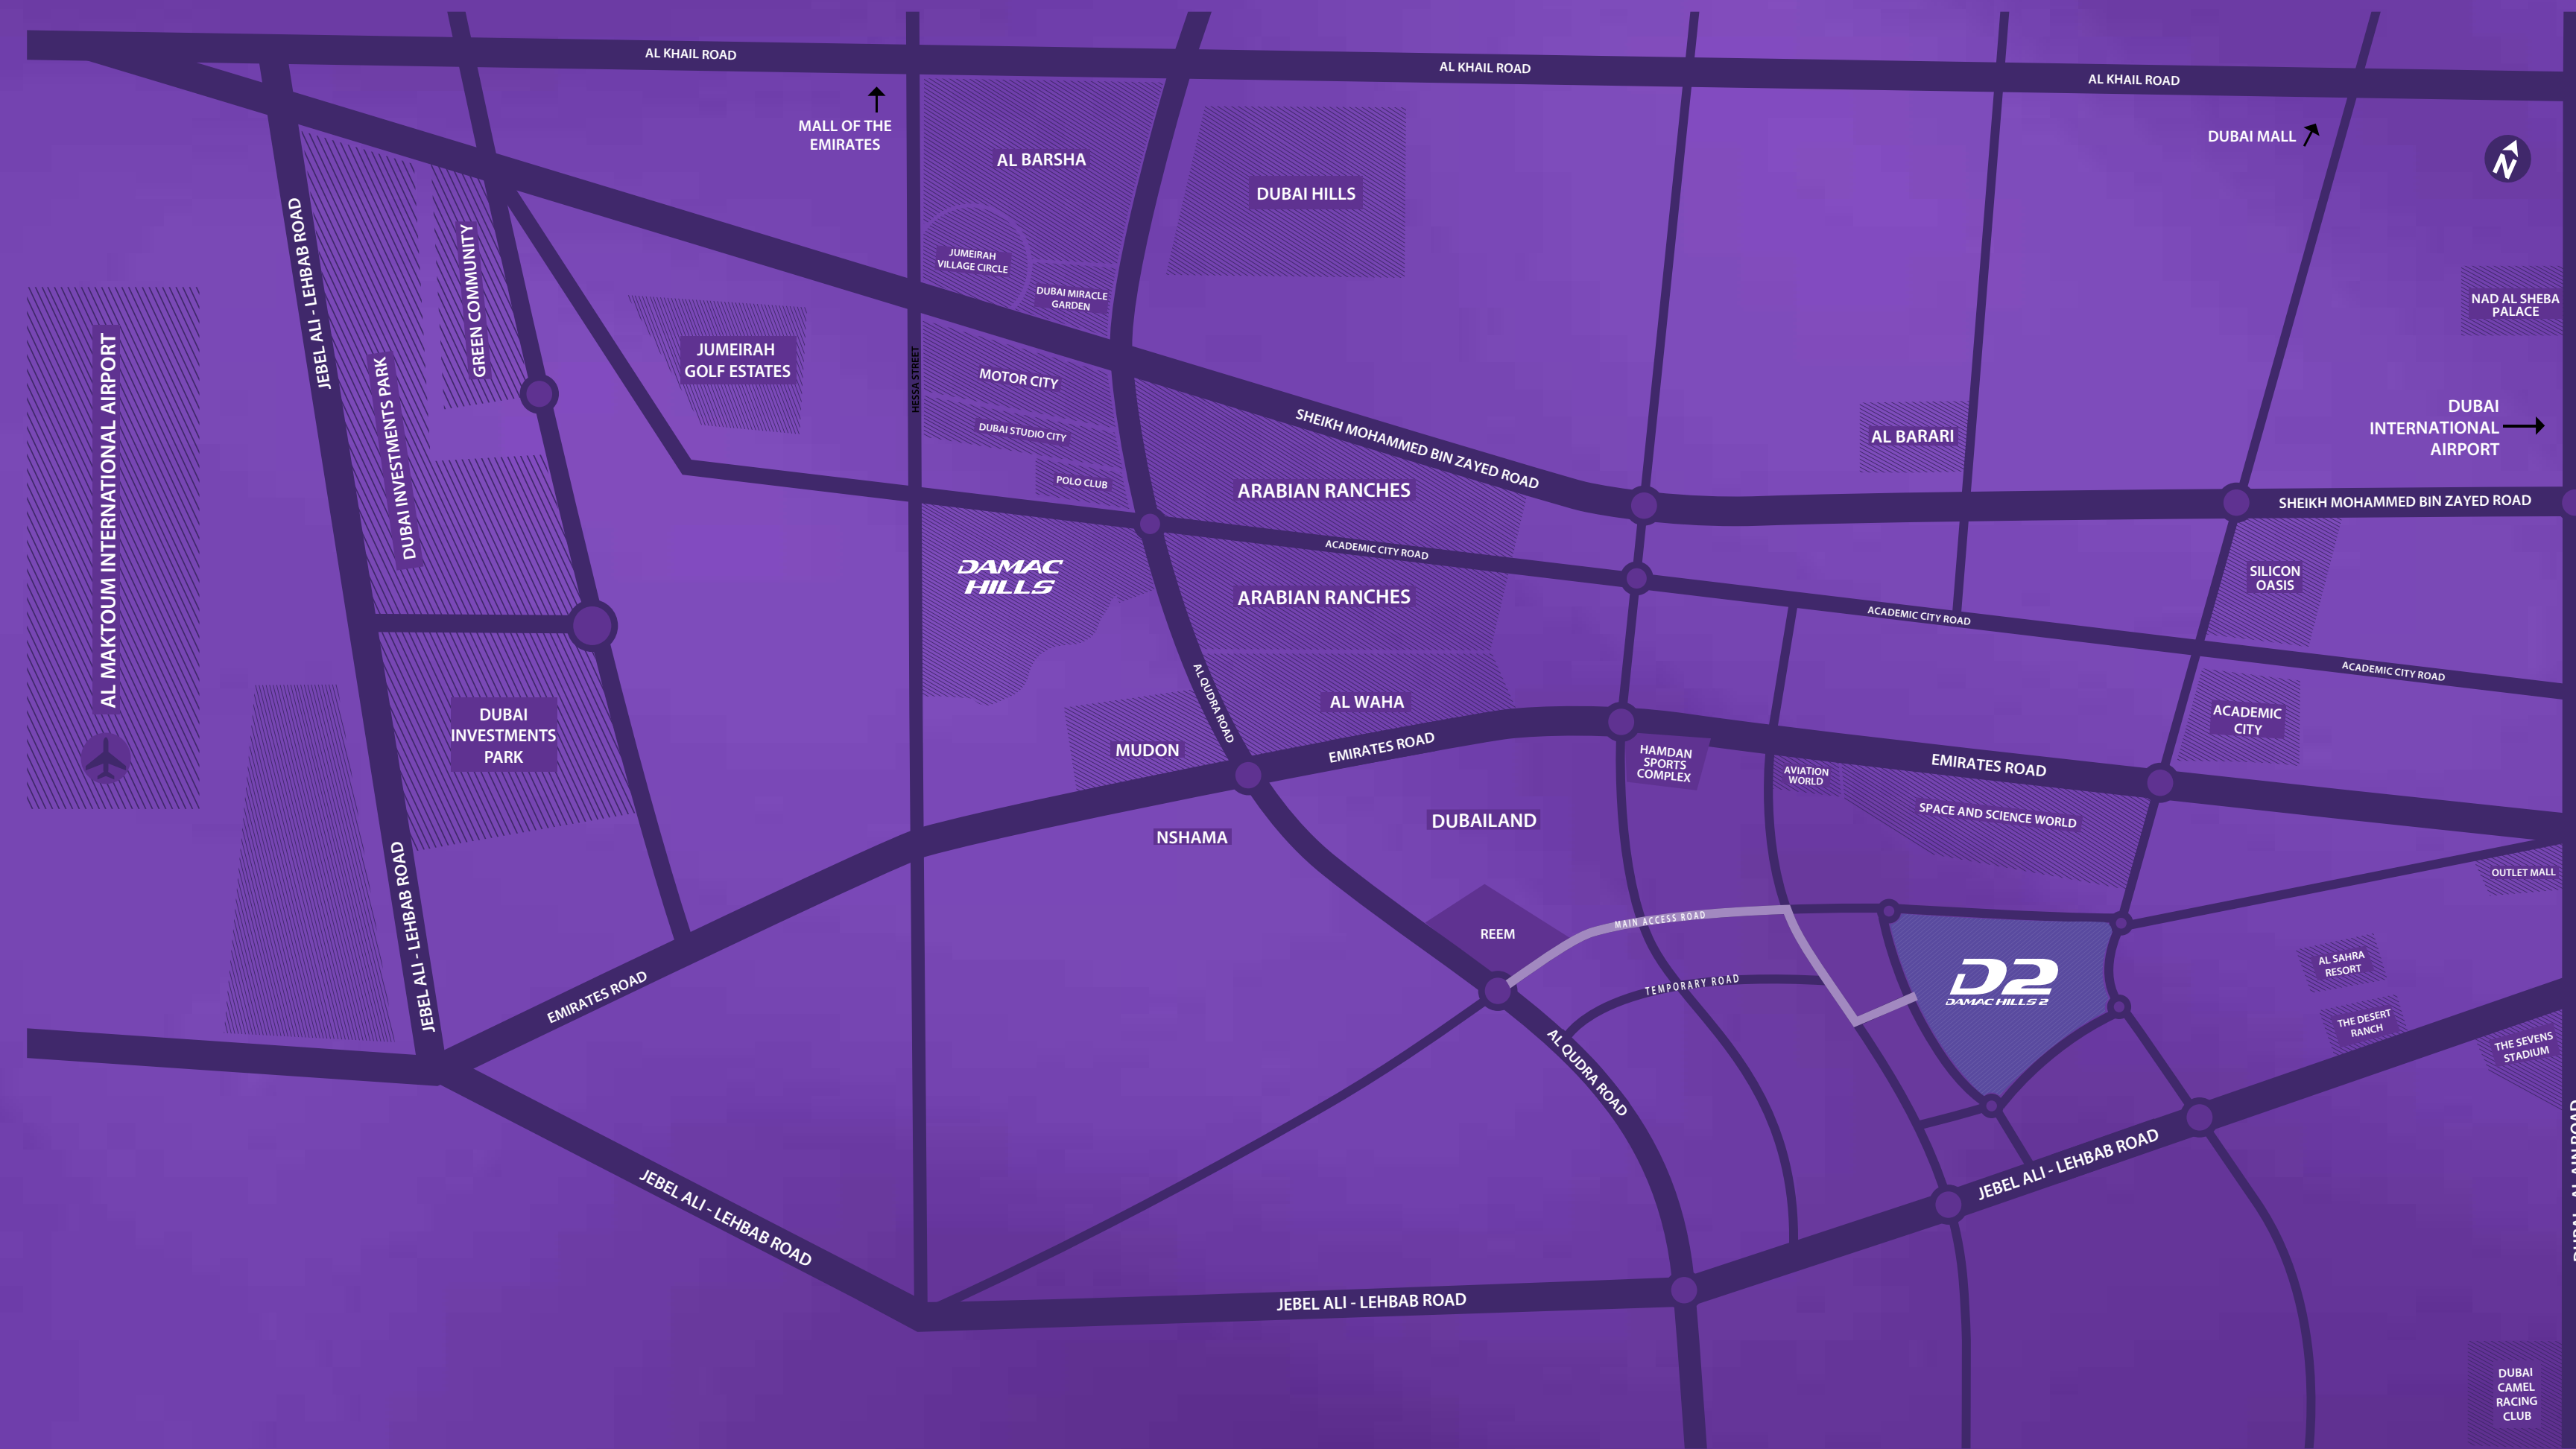 AL KHAIL ROAD
AL KHAIL ROAD
AL KHAIL ROAD
MALL OF THE
EMIRATES
AL BARSHA
DUBAI HILLS
DUBAI MALL
N
JEBEL ALI - LEHBAB ROAD
GREEN COMMUNITY
JUMEIRAH
VILLAGE CIRCLE
DUBAI MIRACLE
GARDEN
NAD AL SHEBA
PALACE
AL MAKTOUM INTERNATIONAL AIRPORT
DUBAI INVESTMENTS PARK
JUMEIRAH
GOLF ESTATES
HESSA STREET
MOTOR CITY
DUBAI STUDIO CITY
POLO CLUB
SHEIKH MOHAMMED BIN ZAYED ROAD
AL BARARI
DUBAI
INTERNATIONAL
AIRPORT
ARABIAN RANCHES
SHEIKH MOHAMMED BIN ZAYED ROAD
ACADEMIC CITY ROAD
DAMAC
HILLS
ARABIAN RANCHES
SILICON
OASIS
ACADEMIC CITY ROAD
ACADEMIC CITY ROAD
AL QUDRA ROAD
AL WAHA
ACADEMIC
CITY
DUBAI
INVESTMENTS
PARK
MUDON
EMIRATES ROAD
HAMDAN
SPORTS
COMPLEX
AVIATION
WORLD
EMIRATES ROAD
SPACE AND SCIENCE WORLD
NSHAMA
DUBAILAND
OUTLET MALL
JEBEL ALI - LEHBAB ROAD
REEM
MAIN ACCESS ROAD
TEMPORARY ROAD
D2
DAMAC HILLS 2
AL SAHRA
RESORT
THE DESERT
RANCH
THE SEVENS
STADIUM
EMIRATES ROAD
AL QUDRA ROAD
JEBEL ALI - LEHBAB ROAD
JEBEL ALI - LEHBAB ROAD
JEBEL ALI - LEHBAB ROAD
DUBAI - AL AIN ROAD
DUBAI
CAMEL
RACING
CLUB